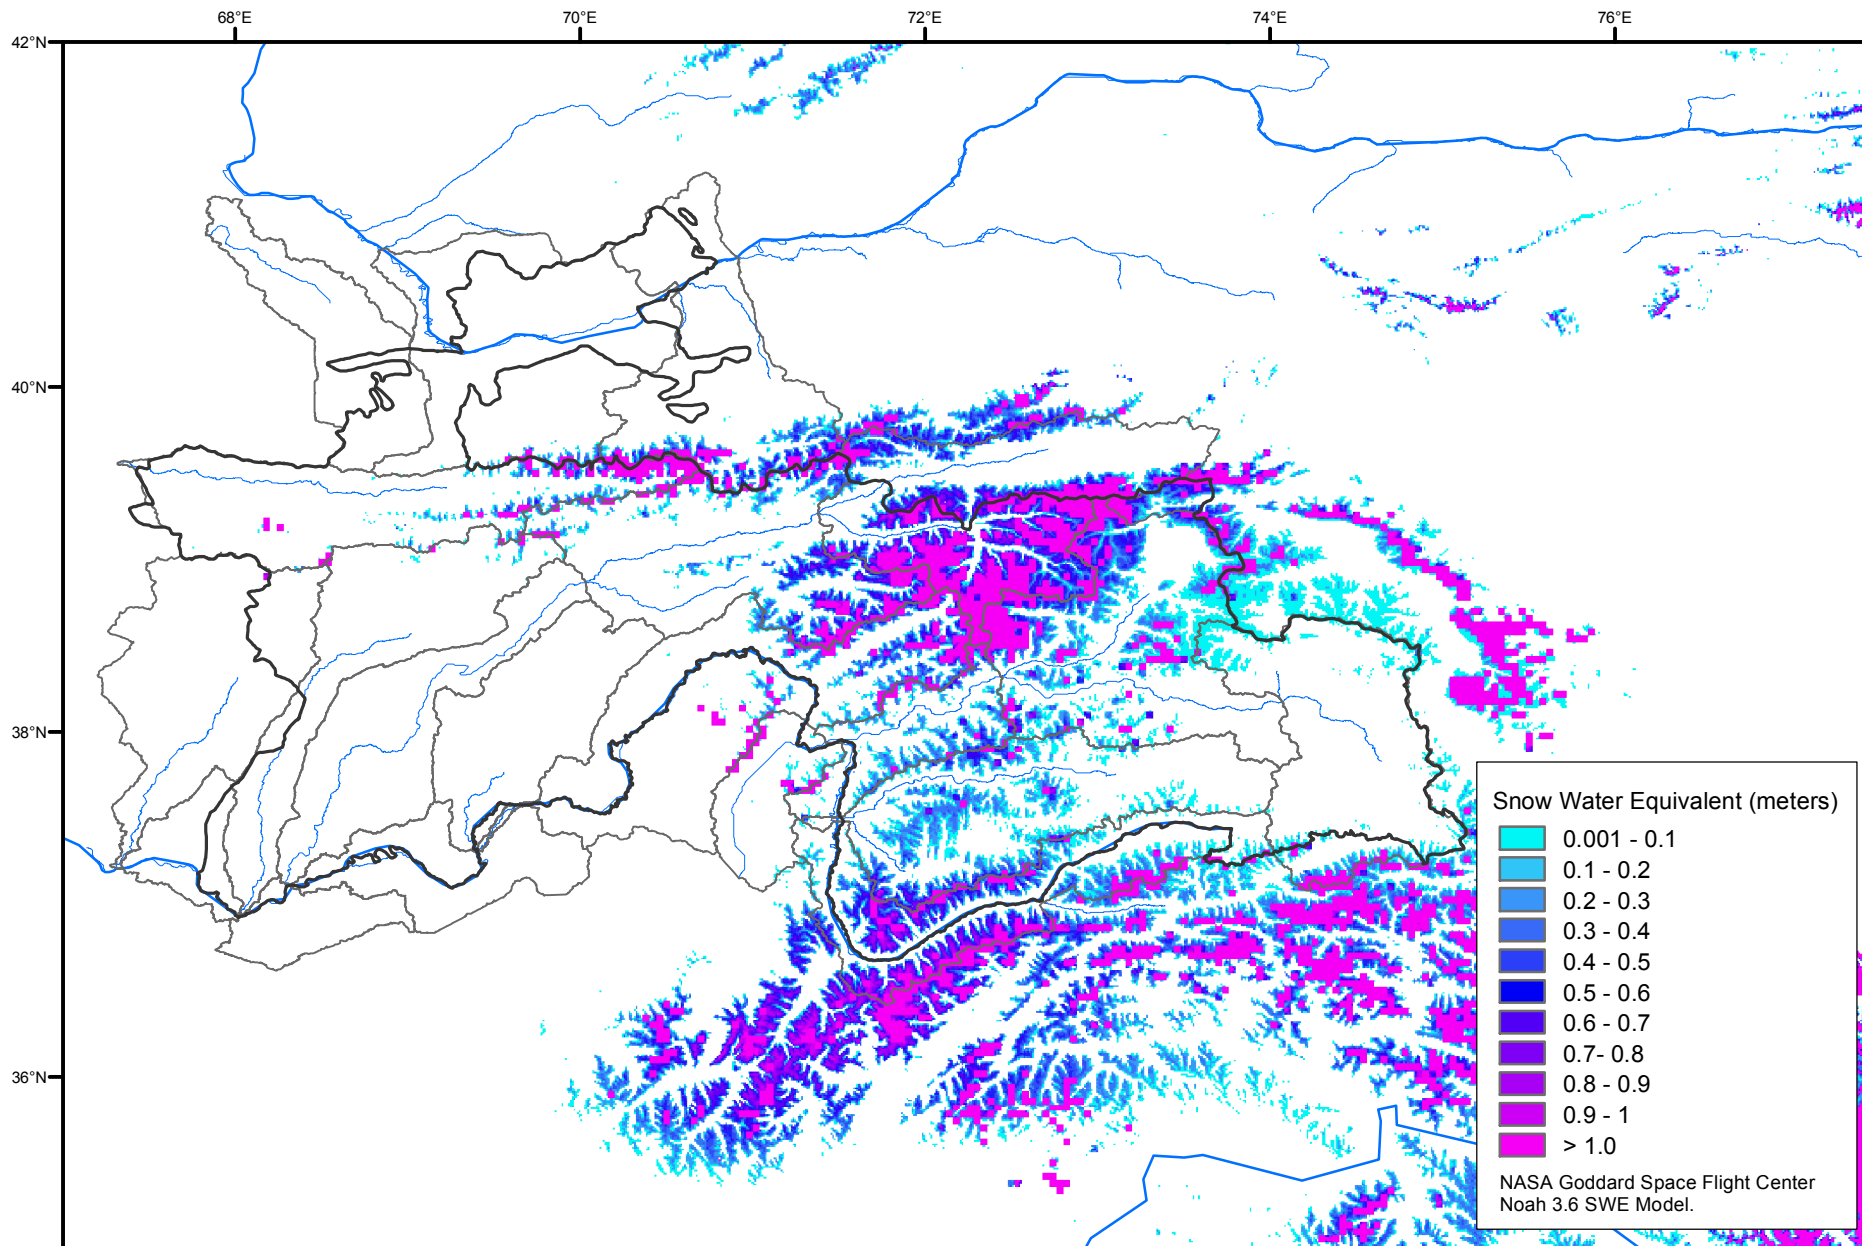 68°E
70°E
72°E
74°E
76°E
42°N
40°N
38°N
36°N
Snow Water Equivalent (meters)
0.001 - 0.1
0.1 - 0.2
0.2 - 0.3
0.3 - 0.4
0.4 - 0.5
0.5 - 0.6
0.6 - 0.7
0.7- 0.8
0.8 - 0.9
0.9 - 1
> 1.0
NASA Goddard Space Flight Center
Noah 3.6 SWE Model.